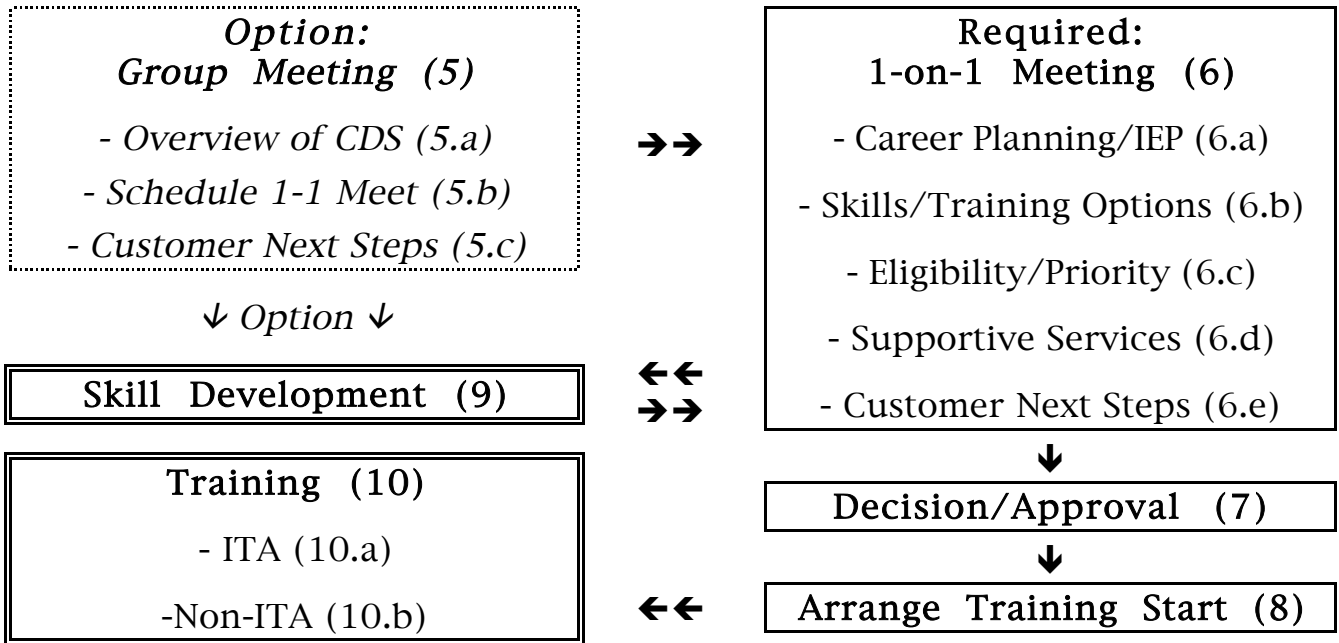 Option:
Group Meeting (5)
- Overview of CDS (5.a)
- Schedule 1-1 Meet (5.b)
- Customer Next Steps (5.c)
➔➔
Required:
1-on-1 Meeting (6)
- Career Planning/IEP (6.a)
- Skills/Training Options (6.b)
- Eligibility/Priority (6.c)
- Supportive Services (6.d)
- Customer Next Steps (6.e)
↓ Option ↓
Skill Development (9)
←←
➔➔
↓
Decision/Approval (7)
↓
Arrange Training Start (8)
←←
Training (10)
- ITA (10.a)
-Non-ITA (10.b)